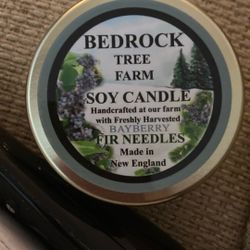 BEDROCK
TREE
FARM
SOY CANDLE
Handcrafted at our farm
with Freshly Harvested
BAYBERRY
FIR NEEDLES
Made in
New England